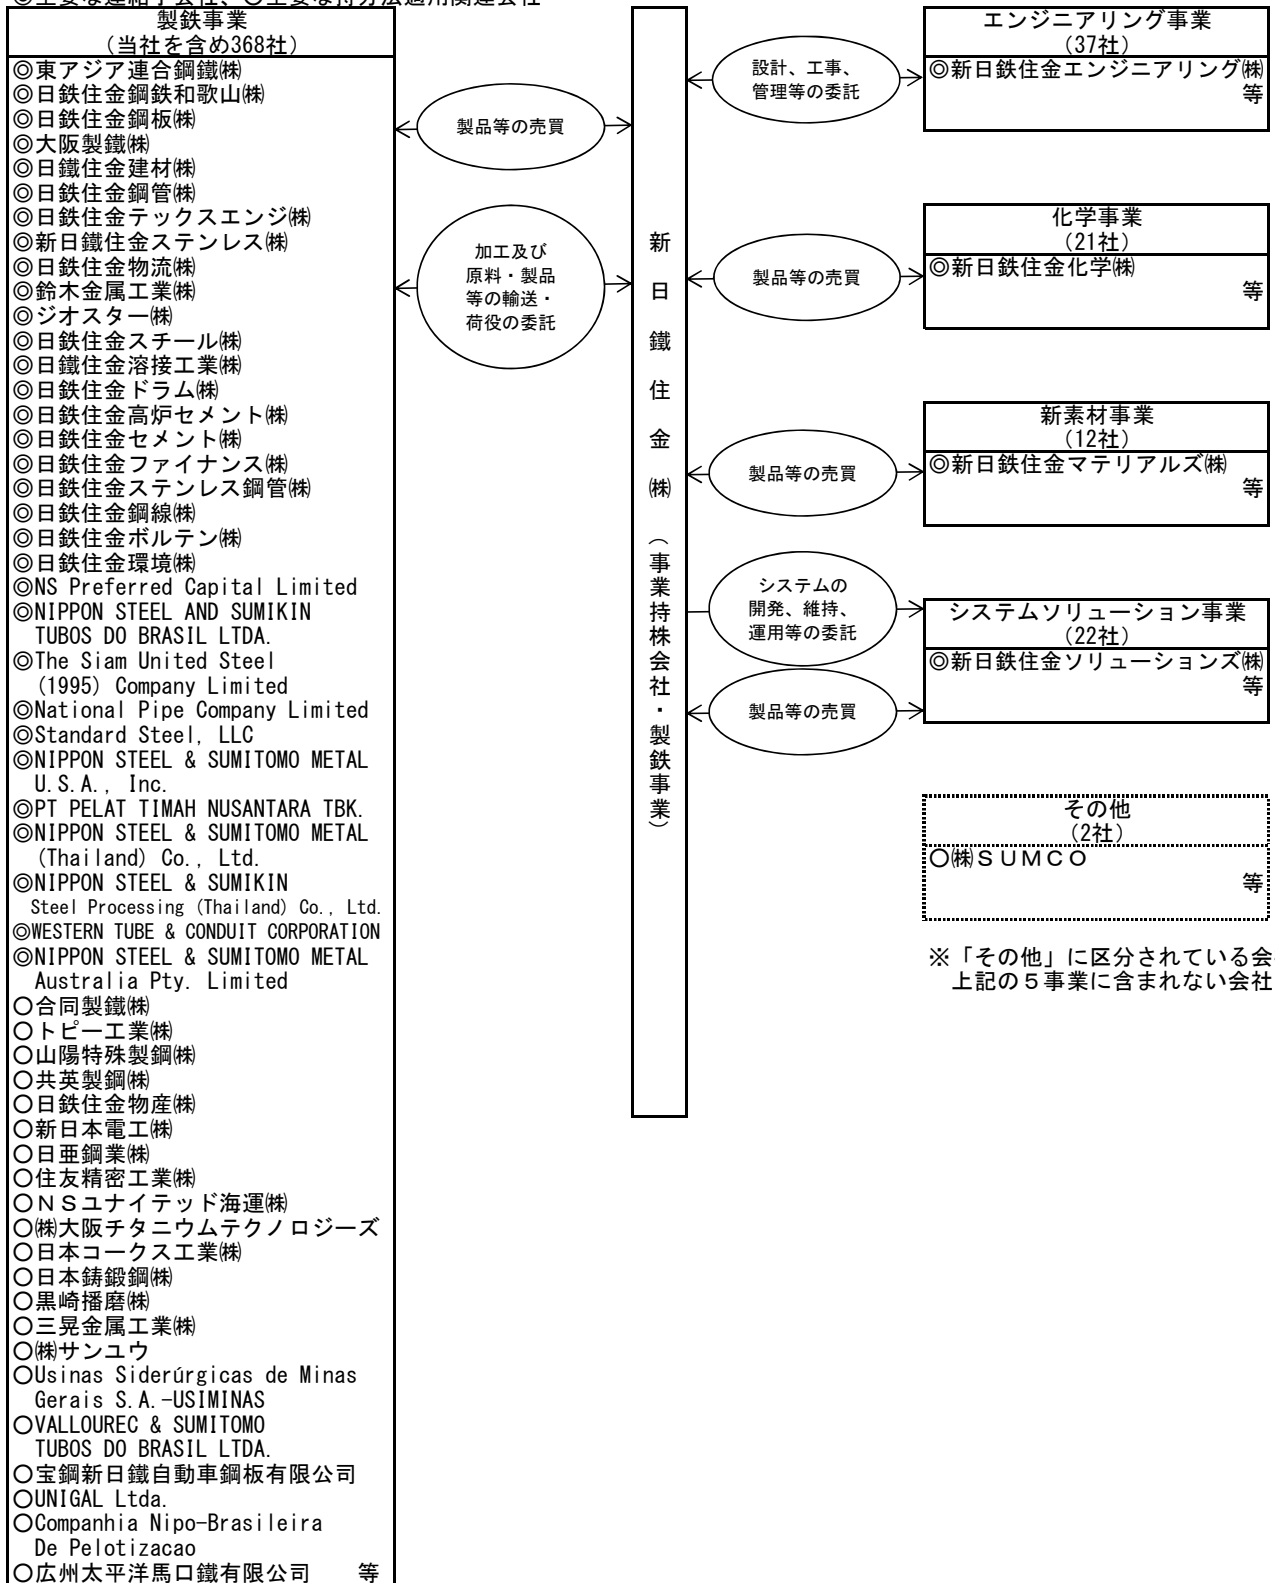 ◎主要な連結子会社、○主要な持分法適用関連会社
製鉄事業
（当社を含め368社）
◎東アジア連合鋼鐵㈱
◎日鉄住金鋼鉄和歌山㈱
◎日鉄住金鋼板㈱
◎大阪製鐵㈱
◎日鐵住金建材㈱
◎日鉄住金鋼管㈱
◎日鉄住金テックスエンジ㈱
◎新日鐵住金ステンレス㈱
◎日鉄住金物流㈱
◎鈴木金属工業㈱
◎ジオスター㈱
◎日鉄住金スチール㈱
◎日鐵住金溶接工業㈱
◎日鉄住金ドラム㈱
◎日鉄住金高炉セメント㈱
◎日鉄住金セメント㈱
◎日鉄住金ファイナンス㈱
◎日鉄住金ステンレス鋼管㈱
◎日鉄住金鋼線㈱
◎日鉄住金ボルテン㈱
◎日鉄住金環境㈱
◎NS Preferred Capital Limited
◎NIPPON STEEL AND SUMIKIN
TUBOS DO BRASIL LTDA.
◎The Siam United Steel
(1995) Company Limited
◎National Pipe Company Limited
◎Standard Steel, LLC
◎NIPPON STEEL & SUMITOMO METAL
U.S.A., Inc.
◎PT PELAT TIMAH NUSANTARA TBK.
◎NIPPON STEEL & SUMITOMO METAL
(Thailand) Co., Ltd.
◎NIPPON STEEL & SUMIKIN
Steel Processing (Thailand) Co., Ltd.
◎WESTERN TUBE & CONDUIT CORPORATION
◎NIPPON STEEL & SUMITOMO METAL
Australia Pty. Limited
○合同製鐵㈱
○トピー工業㈱
○山陽特殊製鋼㈱
○共英製鋼㈱
○日鉄住金物産㈱
○新日本電工㈱
○日亜鋼業㈱
○住友精密工業㈱
○ＮＳユナイテッド海運㈱
○㈱大阪チタニウムテクノロジーズ
○日本コークス工業㈱
○日本鋳鍛鋼㈱
○黒崎播磨㈱
○三晃金属工業㈱
○㈱サンユウ
○Usinas Siderúrgicas de Minas
Gerais S.A.-USIMINAS
○VALLOUREC & SUMITOMO
TUBOS DO BRASIL LTDA.
○宝鋼新日鐵自動車鋼板有限公司
○UNIGAL Ltda.
○Companhia Nipo-Brasileira
De Pelotizacao
○広州太平洋馬口鐵有限公司　　等
製品等の売買
加工及び
原料・製品
等の輸送・
荷役の委託
新日鐵住金㈱（事業持株会社・製鉄事業）
設計、工事、
管理等の委託
製品等の売買
製品等の売買
システムの
開発、維持、
運用等の委託
製品等の売買
エンジニアリング事業
（37社）
◎新日鉄住金エンジニアリング㈱
等
化学事業
（21社）
◎新日鉄住金化学㈱
等
新素材事業
（12社）
◎新日鉄住金マテリアルズ㈱
等
システムソリューション事業
（22社）
◎新日鉄住金ソリューションズ㈱
等
その他
（2社）
○㈱ＳＵＭＣＯ
等
※「その他」に区分されている会
上記の５事業に含まれない会社